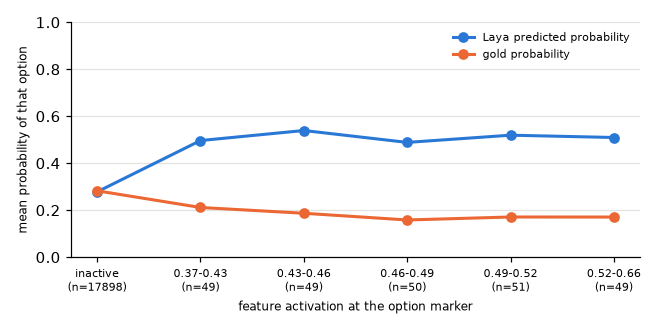 1.0
0.8
0.6
0.4
0.2
0.0
mean probability of that option
Laya predicted probability
gold probability
inactive
(n=17898)
0.37-0.43
(n=49)
0.43-0.46
(n=49)
0.46-0.49
(n=50)
0.49-0.52
(n=51)
0.52-0.66
(n=49)
feature activation at the option marker